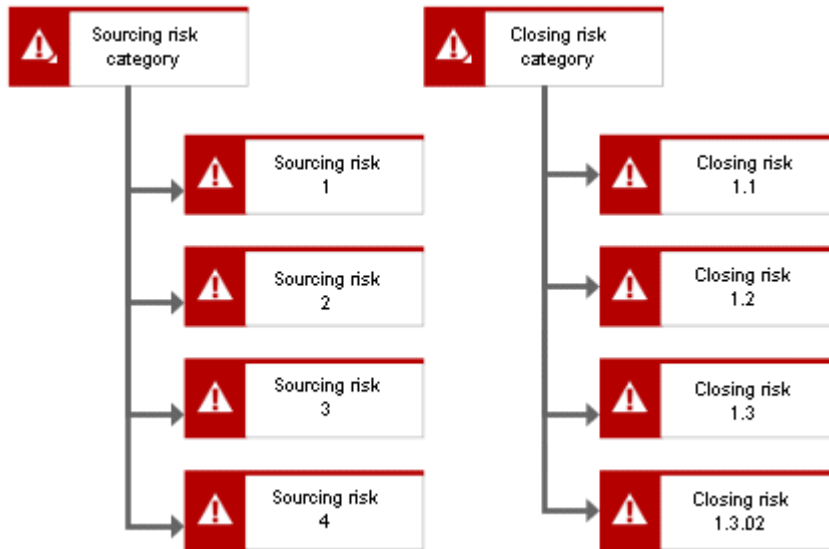 Sourcing risk
category
Closing risk
category
Sourcing risk
1
Closing risk
1.1
Sourcing risk
2
Closing risk
1.2
Sourcing risk
3
Closing risk
1.3
Sourcing risk
4
Closing risk
1.3.02